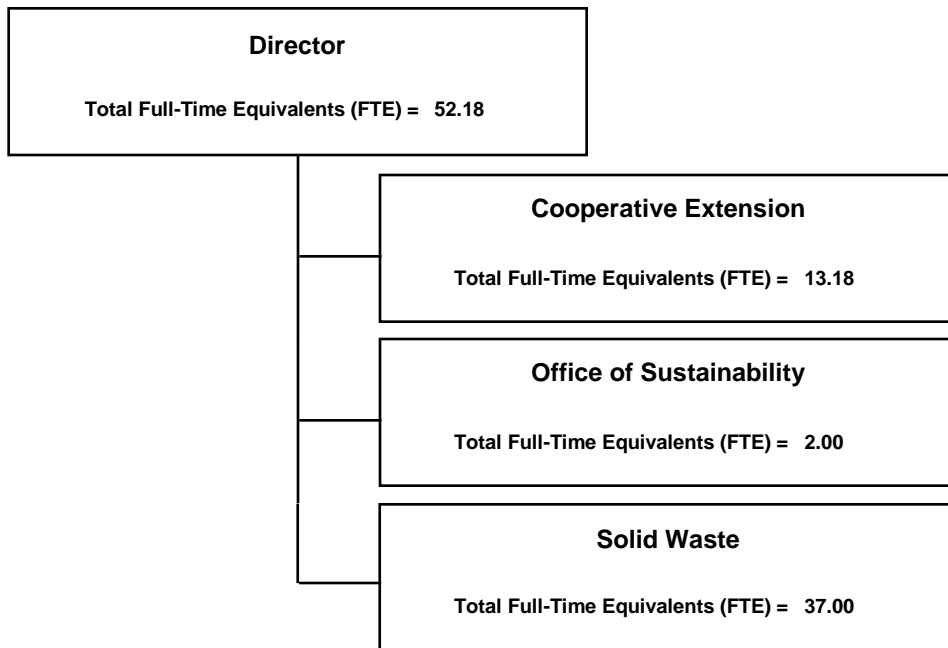 Director
Total Full-Time Equivalents (FTE) = 52.18
Cooperative Extension
Total Full-Time Equivalents (FTE) = 13.18
Office of Sustainability
Total Full-Time Equivalents (FTE) = 2.00
Solid Waste
Total Full-Time Equivalents (FTE) = 37.00